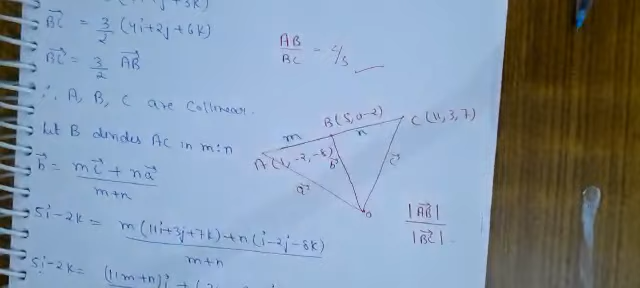 BC = 3/2 (4i+2j+6k)
BC = 3/2 AB
∴ A, B, C are Collinear.
Let B devides AC in m:n
b = mc + na / m+n
5i-2k = m(11i+3j+7k)+n(i-2j-8k) / m+n
5i-2k = (11m+n)i +
AB / BC = 2/3
B(5,0-2)
C (11,3,7)
m
n
A(1,-2,-8)
b
a
c
O
|AB| / |BC|